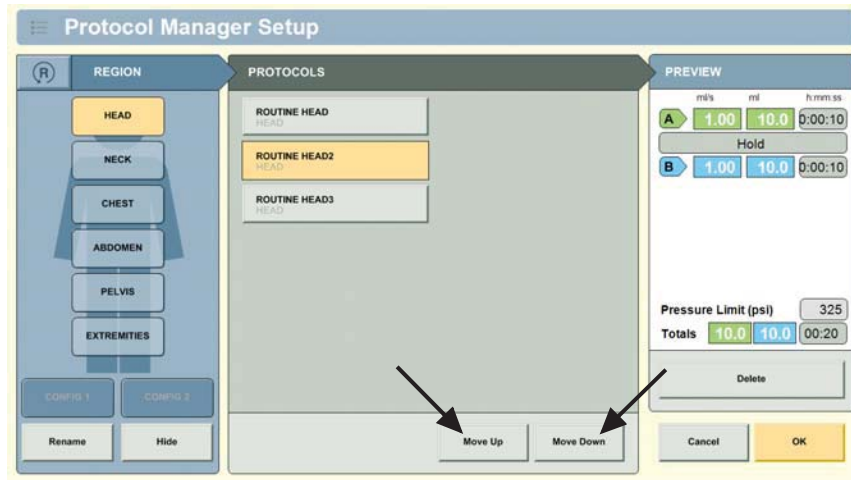 Protocol Manager Setup
R
REGION
HEAD
NECK
CHEST
ABDOMEN
PELVIS
EXTREMITIES
CONFIG 1
CONFIG 2
Rename
Hide
PROTOCOLS
ROUTINE HEAD
HEAD
ROUTINE HEAD2
HEAD
ROUTINE HEAD3
HEAD
Move Up
Move Down
PREVIEW
ml/s ml h:mm:ss
A 1.00 10.0 0:00:10
Hold
B 1.00 10.0 0:00:10
Pressure Limit (psi) 325
Totals 10.0 10.0 00:20
Delete
Cancel
OK